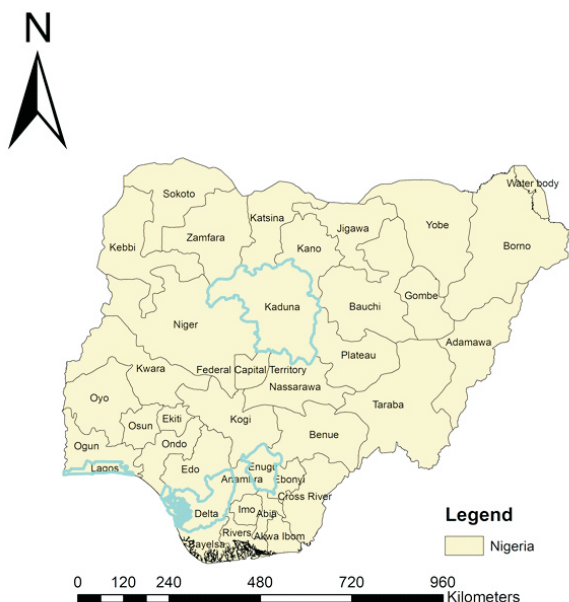 N
Water body
Sokoto
Katsina
Yobe
Jigawa
Zamfara
Kano
Kebbi
Borno
Gombe
Kaduna
Bauchi
Niger
Adamawa
Plateau
Kwara
Federal Capital Territory
Nassarawa
Oyo
Taraba
Ekiti
Kogi
Osun
Benue
Ogun
Ondo
Laons
Edo
Enugu
Anambra
Ebonyi
Cross River
Delta
Imo
Abia
Rivers
Akwa Ibom
Bayelsa
Legend
Nigeria
0 120 240 480 720 960
Kilometers